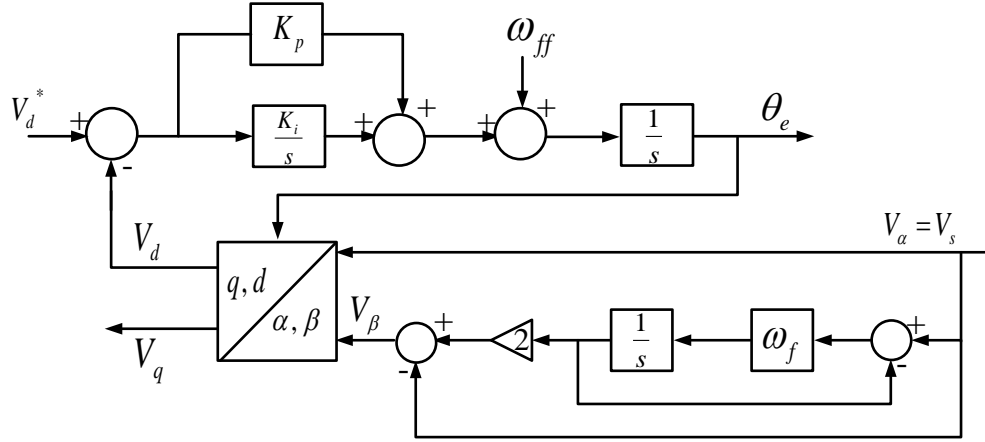 K_p
ω_ff
V_d^*
+
-
K_i/s
+
+
+
+
1/s
θ_e
V_d
V_α = V_s
q, d
α, β
V_β
V_q
+
-
2
1/s
ω_f
+
-